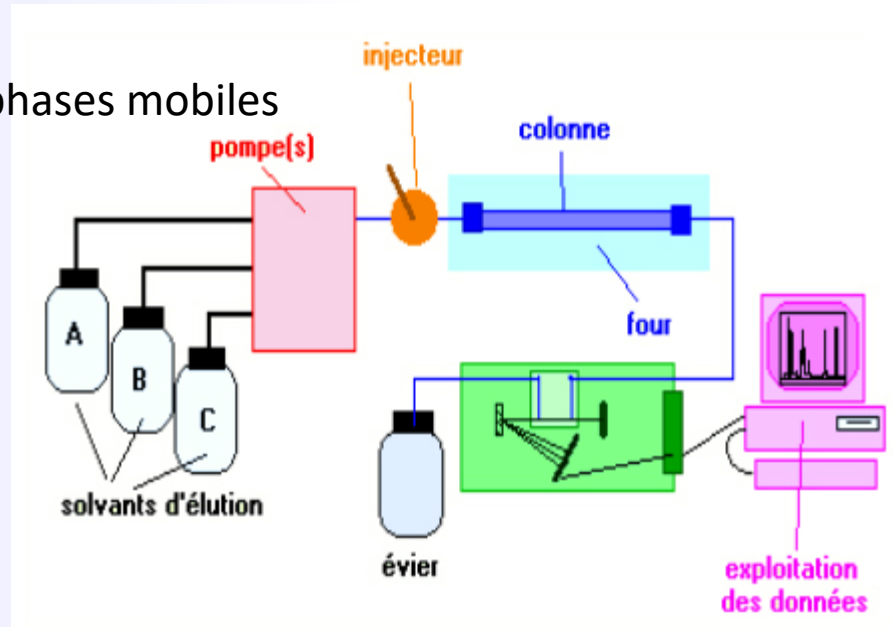 injecteur
phases mobiles
colonne
pompe(s)
four
A
B
C
solvants d'élution
évier
exploitation
des données